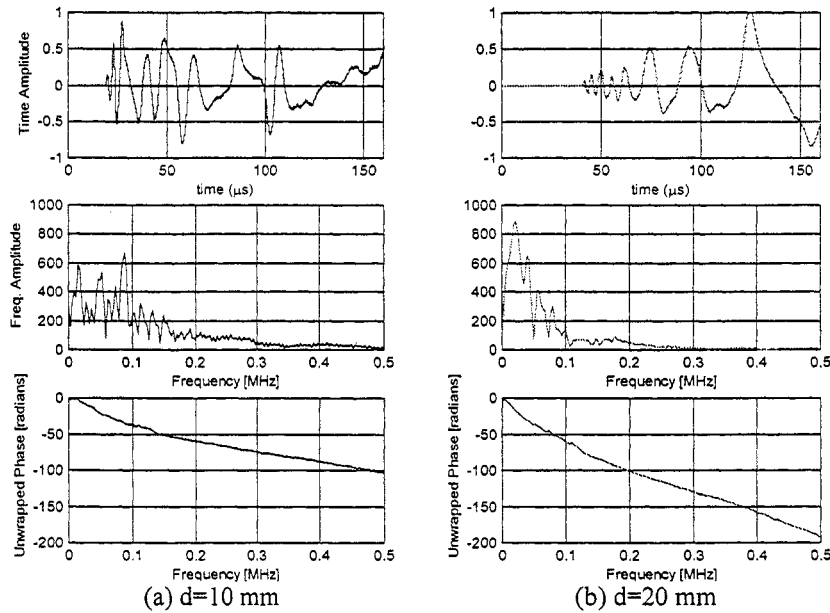 1
0.5
0
-0.5
-1
Time Amplitude
0 50 100 150
time (µs)
1
0.5
0
-0.5
-1
0 50 100 150
time (µs)
1000
800
600
400
200
0
Freq. Amplitude
0 0.1 0.2 0.3 0.4 0.5
Frequency [MHz]
1000
800
600
400
200
0
Freq. Amplitude
0 0.1 0.2 0.3 0.4 0.5
Frequency [MHz]
0
-50
-100
-150
-200
Unwrapped Phase [radians]
0 0.1 0.2 0.3 0.4 0.5
Frequency [MHz]
(a) d=10 mm
0
-50
-100
-150
-200
Unwrapped Phase [radians]
0 0.1 0.2 0.3 0.4 0.5
Frequency [MHz]
(b) d=20 mm